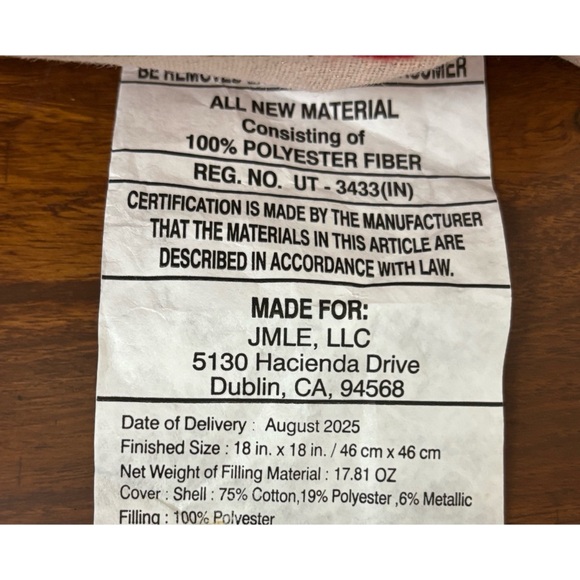 BE REMOVED
ALL NEW MATERIAL
Consisting of
100% POLYESTER FIBER
REG. NO. UT - 3433(IN)
CERTIFICATION IS MADE BY THE MANUFACTURER
THAT THE MATERIALS IN THIS ARTICLE ARE
DESCRIBED IN ACCORDANCE WITH LAW.
MADE FOR:
JMLE, LLC
5130 Hacienda Drive
Dublin, CA, 94568
Date of Delivery : August 2025
Finished Size : 18 in. x 18 in. / 46 cm x 46 cm
Net Weight of Filling Material : 17.81 OZ
Cover : Shell : 75% Cotton,19% Polyester ,6% Metallic
Filling : 100% Polyester